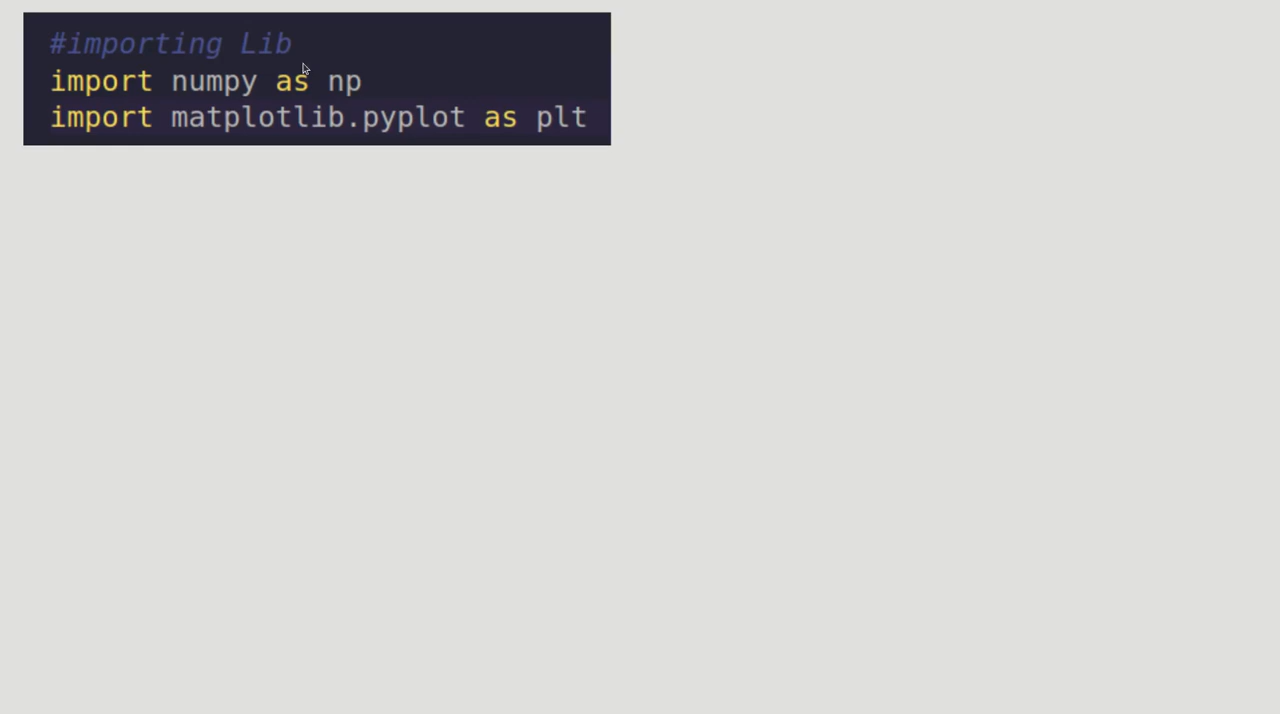 #importing Lib
import numpy as np
import matplotlib.pyplot as plt